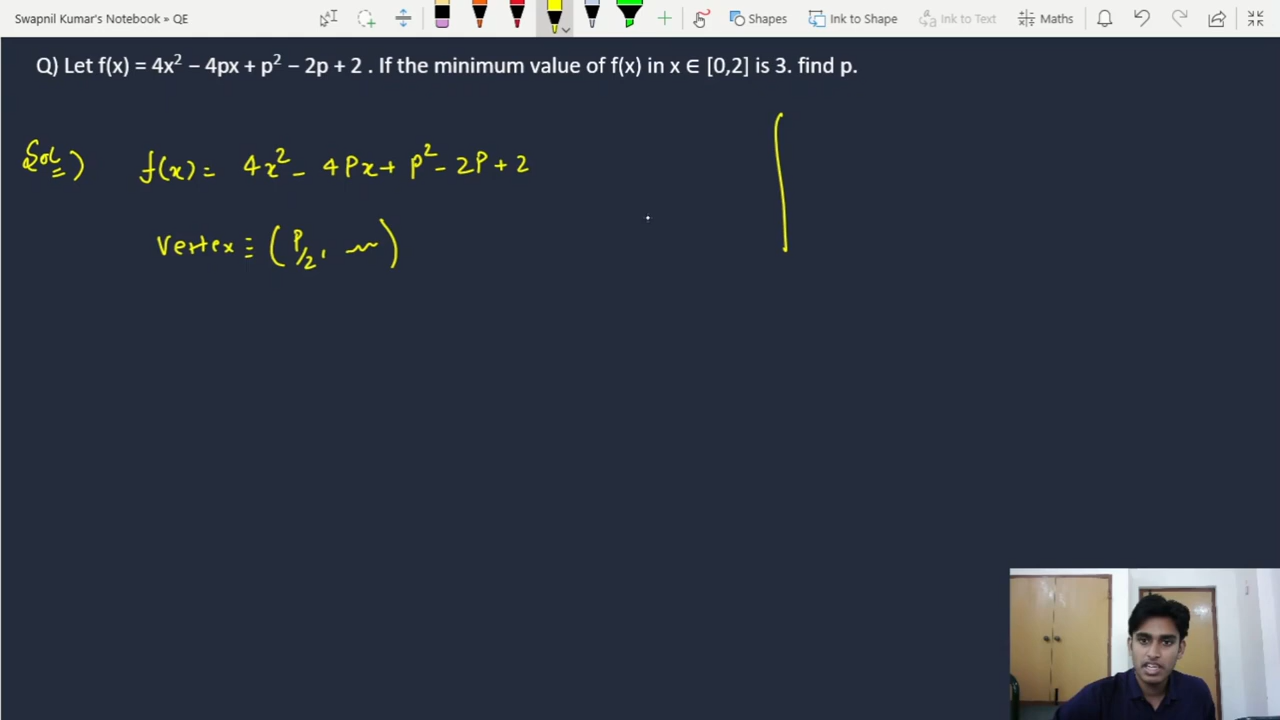 Swapnil Kumar's Notebook » QE
Shapes
Ink to Shape
Ink to Text
Maths
Q) Let f(x) = 4x² − 4px + p² − 2p + 2 . If the minimum value of f(x) in x ∈ [0,2] is 3. find p.
Sol) f(x) = 4x² − 4Px + P² − 2P + 2
Vertex ≡ (P/2, ~)